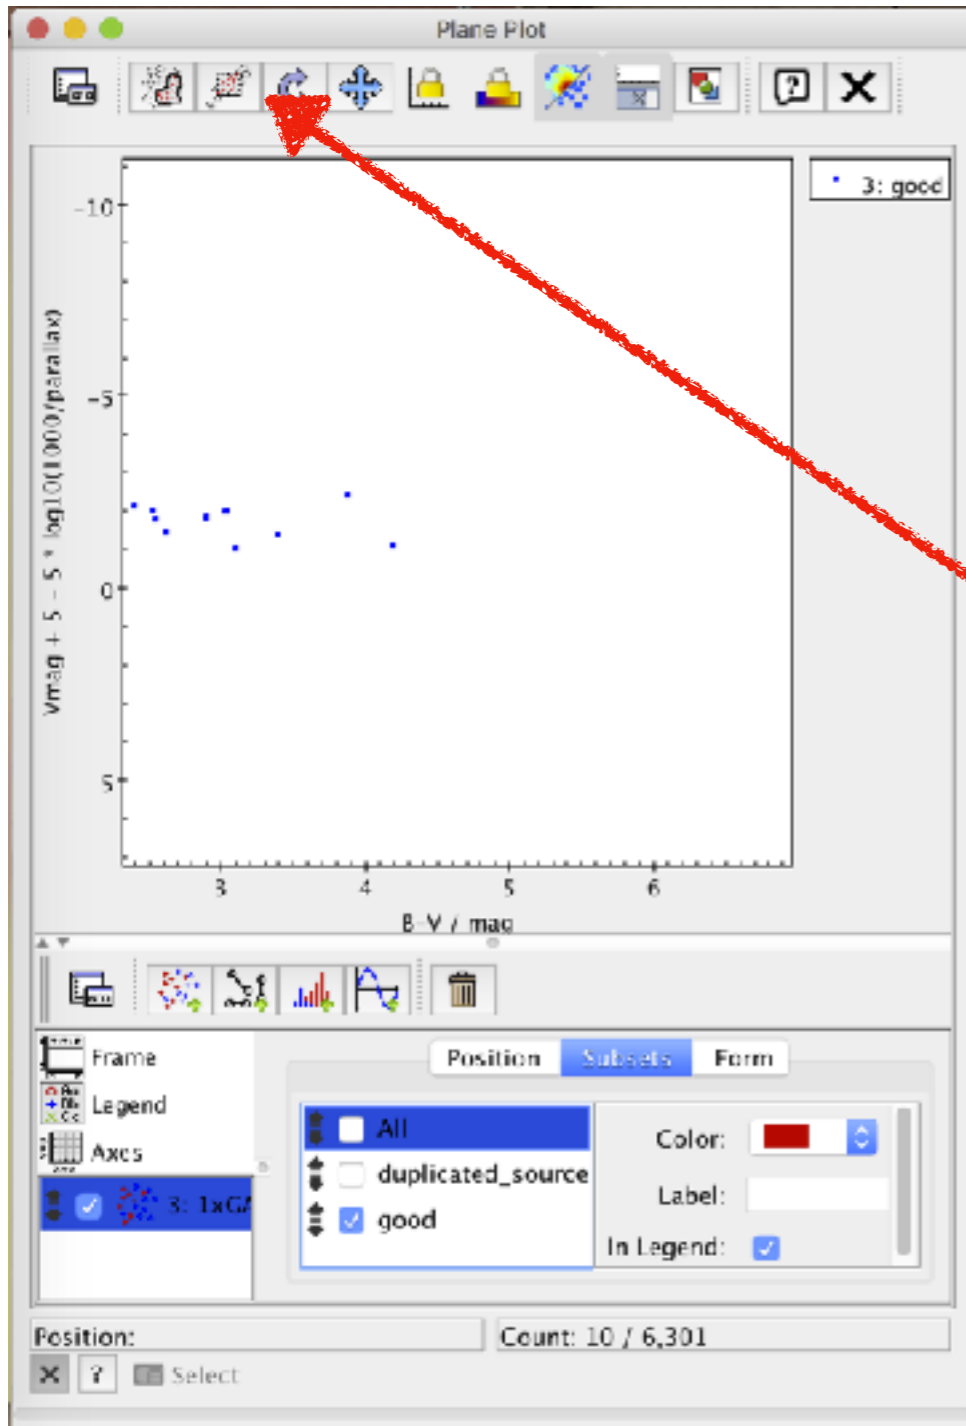 Plane Plot
3: good
-10
-5
0
5
Vmag + 5 - 5 * log10(1000/parallax)
3 4 5 6
B-V / mag
Frame
Legend
Axes
3: 1xGA
Position Subsets Form
All
duplicated_source
good
Color:
Label:
In Legend:
Position:
Count: 10 / 6,301
? Select